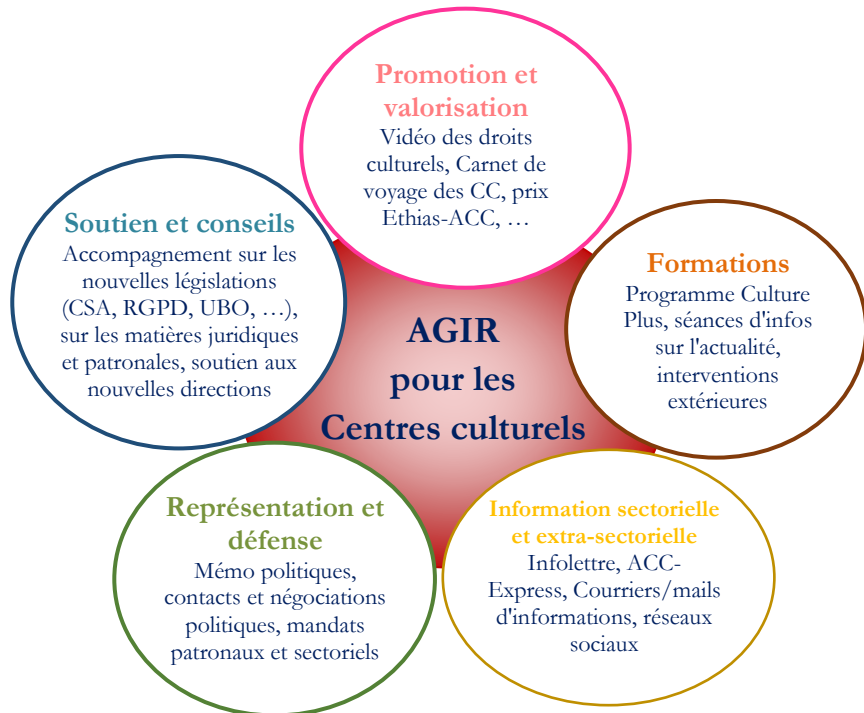 Promotion et
valorisation
Vidéo des droits
culturels, Carnet de
voyage des CC, prix
Ethias-ACC, …
Soutien et conseils
Accompagnement sur les
nouvelles législations
(CSA, RGPD, UBO, …),
sur les matières juridiques
et patronales, soutien aux
nouvelles directions
Formations
Programme Culture
Plus, séances d'infos
sur l'actualité,
interventions
extérieures
AGIR
pour les
Centres culturels
Représentation et
défense
Mémo politiques,
contacts et négociations
politiques, mandats
patronaux et sectoriels
Information sectorielle
et extra-sectorielle
Infolettre, ACC-
Express, Courriers/mails
d'informations, réseaux
sociaux